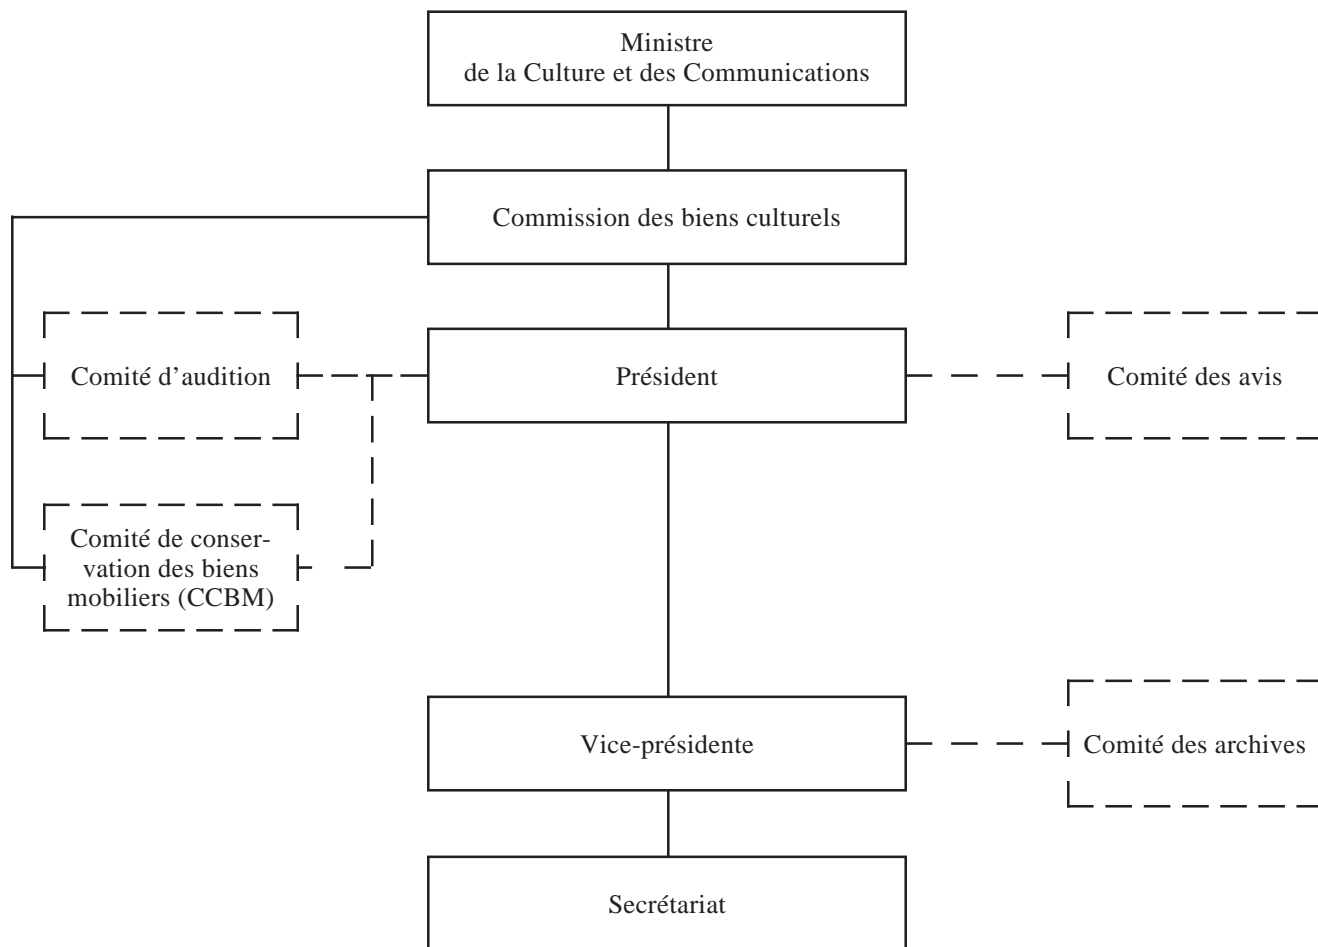 Ministre
de la Culture et des Communications
Commission des biens culturels
Comité d’audition
Président
Comité des avis
Comité de conser-
vation des biens
mobiliers (CCBM)
Vice-présidente
Comité des archives
Secrétariat